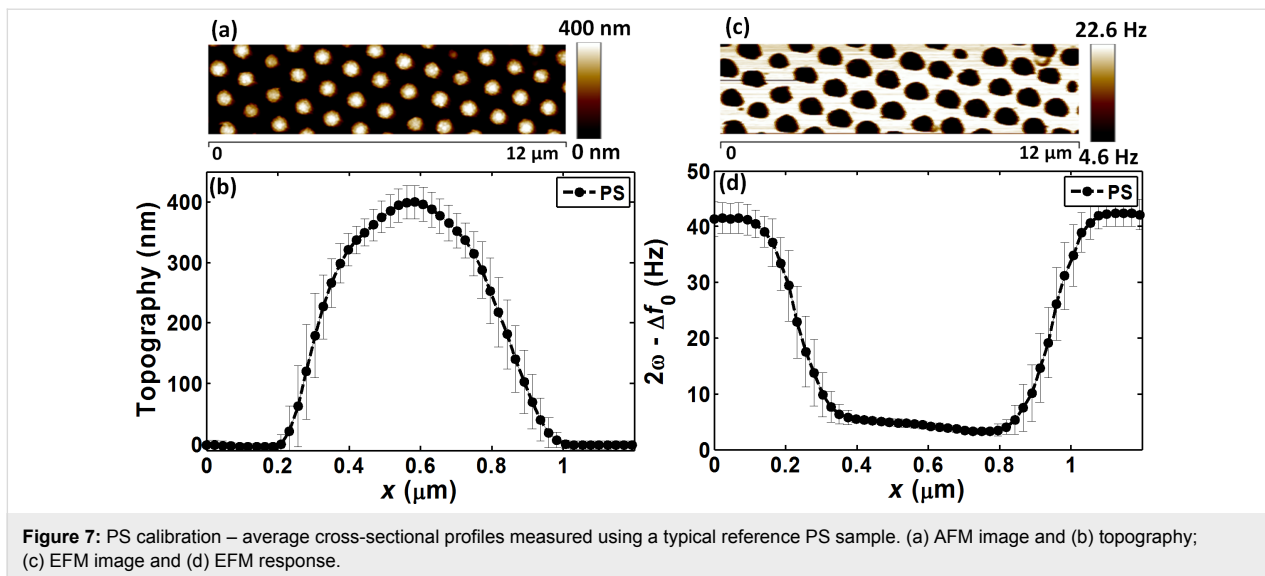 (a)
400 nm
0 nm
0
12 μm
(c)
22.6 Hz
4.6 Hz
0
12 μm
(b)
PS
Topography (nm)
400
300
200
100
0
0
0.2
0.4
0.6
0.8
1
x (μm)
(d)
PS
2ω - Δf0 (Hz)
50
40
30
20
10
0
0
0.2
0.4
0.6
0.8
1
x (μm)
Figure 7: PS calibration – average cross-sectional profiles measured using a typical reference PS sample. (a) AFM image and (b) topography;
(c) EFM image and (d) EFM response.